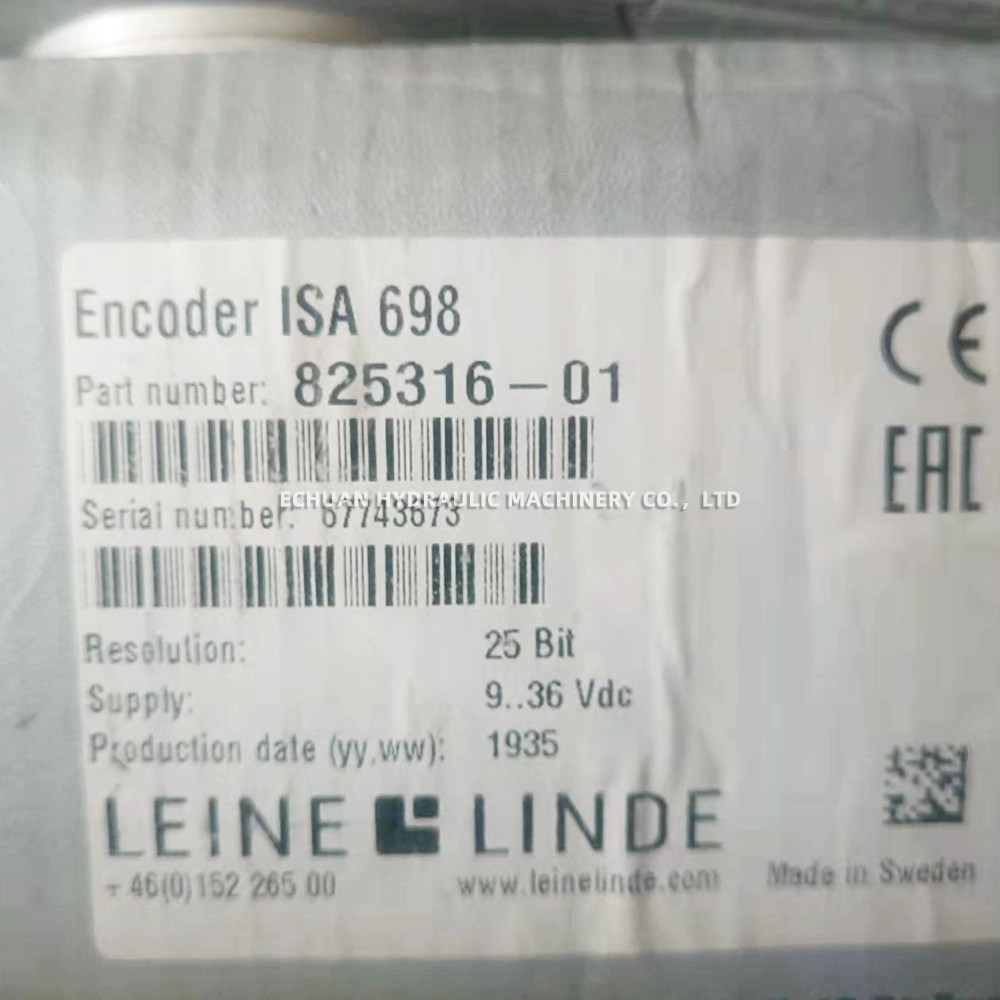 Encoder ISA 698
Part number: 825316-01
CE
EAC
ECHUAN HYDRAULIC MACHINERY CO., LTD
Serial number: 67743673
Resolution: 25 Bit
Supply: 9..36 Vdc
Production date (yy,ww): 1935
LEINE LINDE
+46(0)152 265 00 www.leinelinde.com Made in Sweden